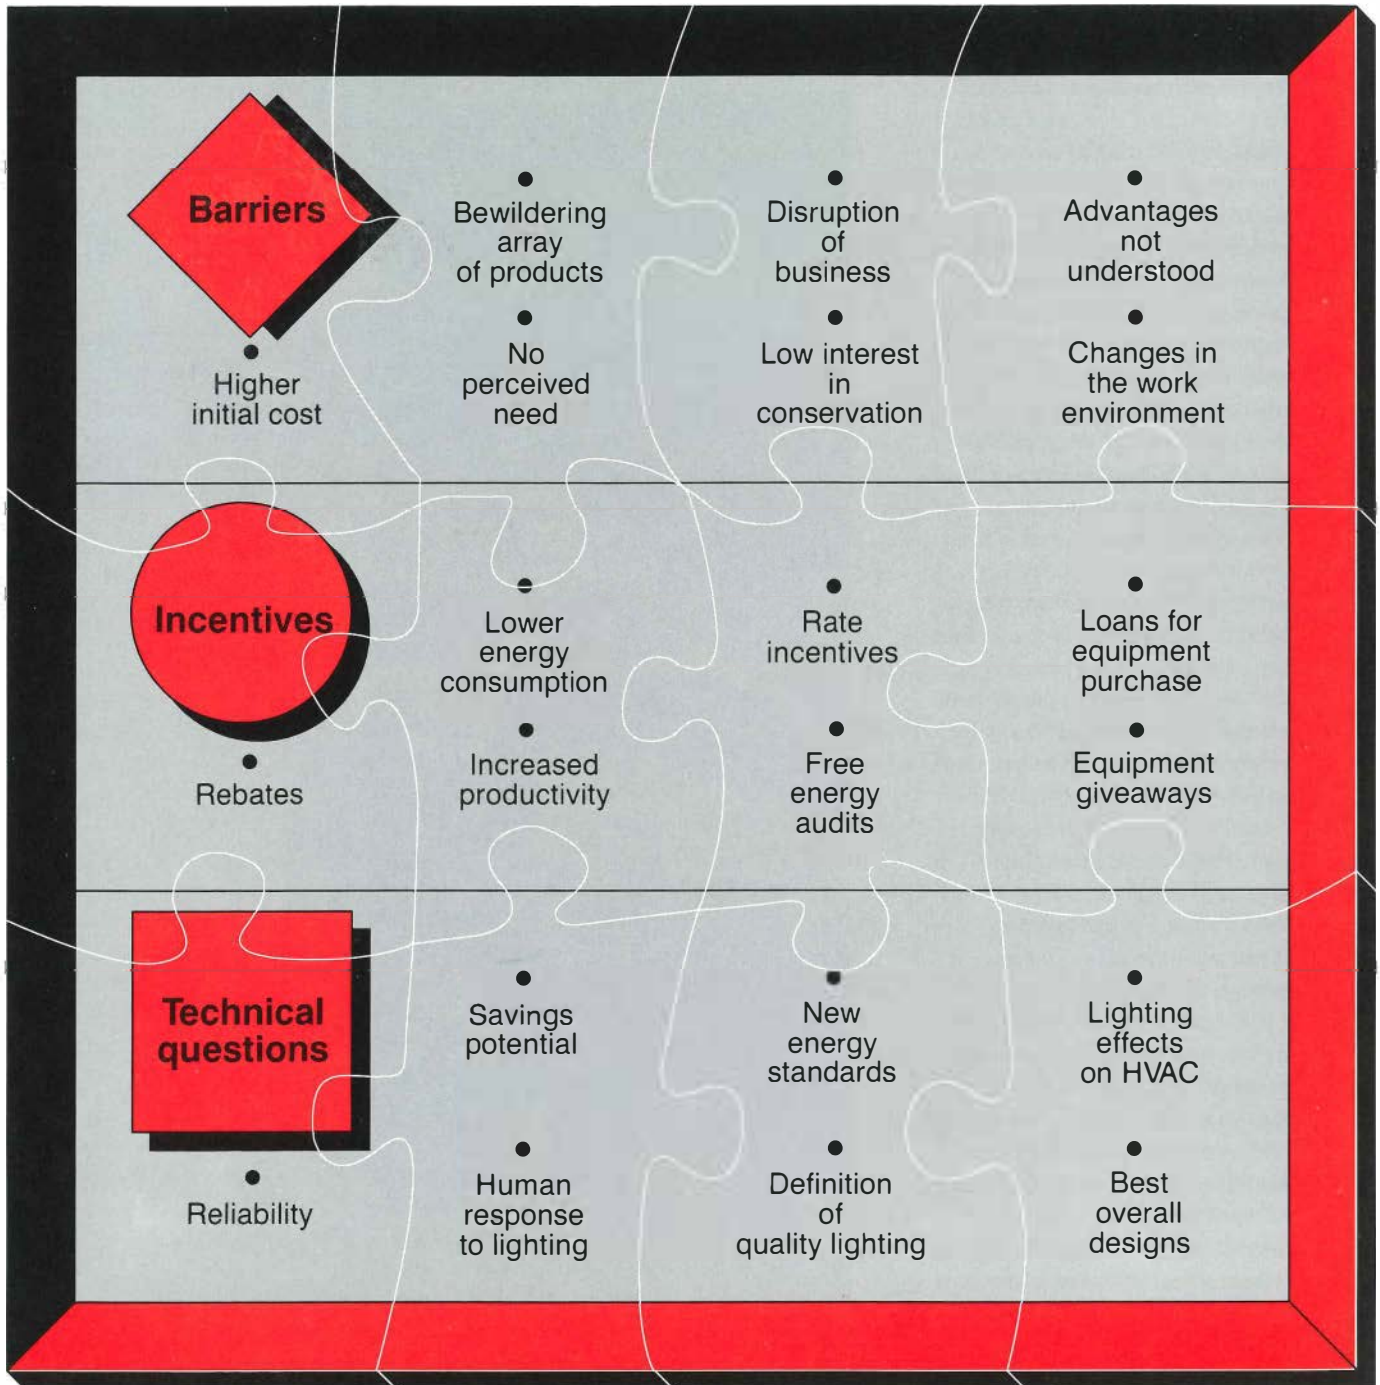 Barriers
Higher
initial cost
Bewildering
array
of products
No
perceived
need
Disruption
of
business
Low interest
in
conservation
Advantages
not
understood
Changes in
the work
environment
Incentives
Rebates
Lower
energy
consumption
Increased
productivity
Rate
incentives
Free
energy
audits
Loans for
equipment
purchase
Equipment
giveaways
Technical
questions
Reliability
Savings
potential
Human
response
to lighting
New
energy
standards
Definition
of
quality lighting
Lighting
effects
on HVAC
Best
overall
designs